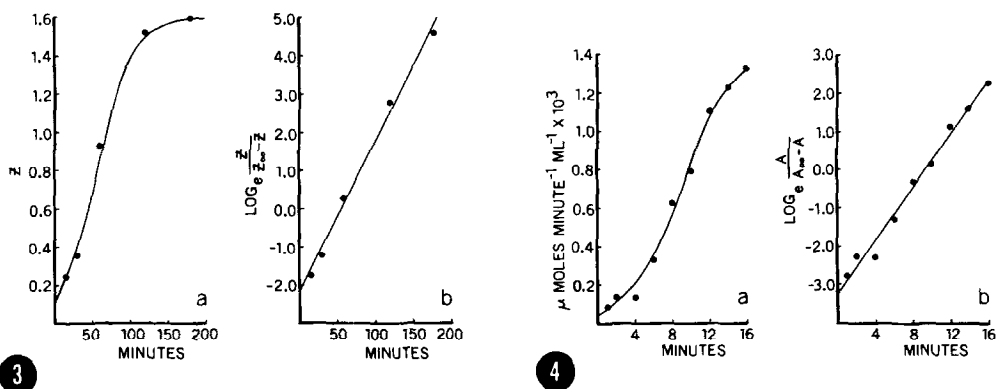 1.6
1.4
1.2
1.0
0.8
0.6
0.4
0.2
Z̄
50 100 150 200
MINUTES
a
3
5.0
4.0
3.0
2.0
1.0
0.0
-1.0
-2.0
LOG e Z̄ / Z̄∞ - Z̄
50 100 150 200
MINUTES
b
1.4
1.2
1.0
0.8
0.6
0.4
0.2
μ MOLES MINUTE⁻¹ ML⁻¹ x 10³
4 8 12 16
MINUTES
a
4
3.0
2.0
1.0
0.0
-1.0
-2.0
-3.0
LOG e A / A∞ - A
4 8 12 16
MINUTES
b